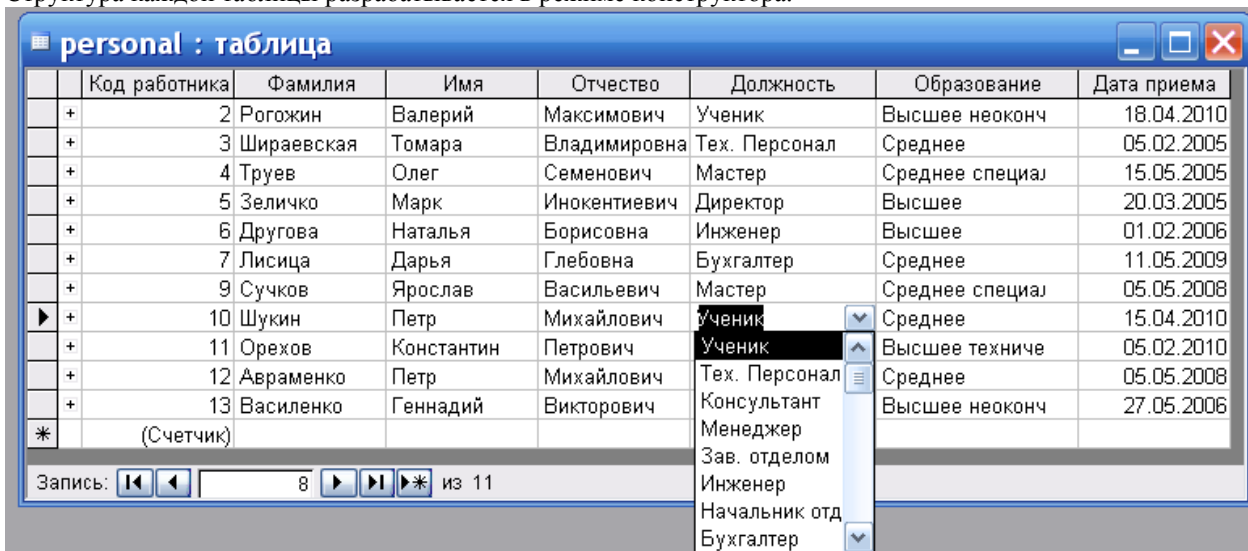 Структура каждой таблицы разрабатывается в режиме конструктора.
personal : таблица
Код работника Фамилия Имя Отчество Должность Образование Дата приема
+ 2 Рогожин Валерий Максимович Ученик Высшее неоконч 18.04.2010
+ 3 Шираевская Томара Владимировна Тех. Персонал Среднее 05.02.2005
+ 4 Труев Олег Семенович Мастер Среднее специал 15.05.2005
+ 5 Зеличко Марк Инокентиевич Директор Высшее 20.03.2005
+ 6 Другова Наталья Борисовна Инженер Высшее 01.02.2006
+ 7 Лисица Дарья Глебовна Бухгалтер Среднее 11.05.2009
+ 9 Сучков Ярослав Васильевич Мастер Среднее специал 05.05.2008
+ 10 Шукин Петр Михайлович Ученик Среднее 15.04.2010
+ 11 Орехов Константин Петрович Ученик Высшее техниче 05.02.2010
+ 12 Авраменко Петр Михайлович Тех. Персонал Среднее 05.05.2008
+ 13 Василенко Геннадий Викторович Консультант Высшее неоконч 27.05.2006
* (Счетчик) Менеджер
Зав. отделом
Запись: 8 из 11 Инженер
Начальник отд
Бухгалтер